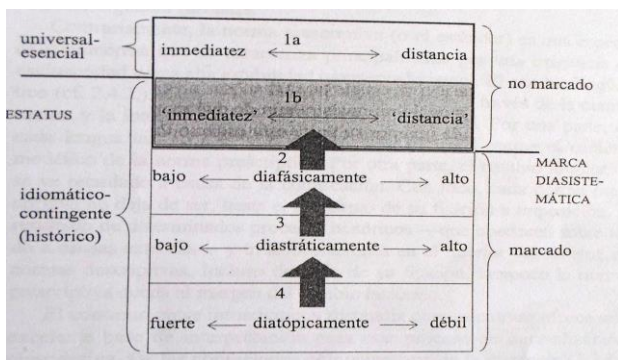 universal-
esencial
inmediatez 1a distancia
no marcado
ESTATUS
1b
‘inmediatez’ ‘distancia’
2
bajo diafásicamente alto
MARCA
DIASISTE-
MÁTICA
idiomático-
contingente
(histórico)
3
bajo diastráticamente alto
marcado
4
fuerte diatópicamente débil